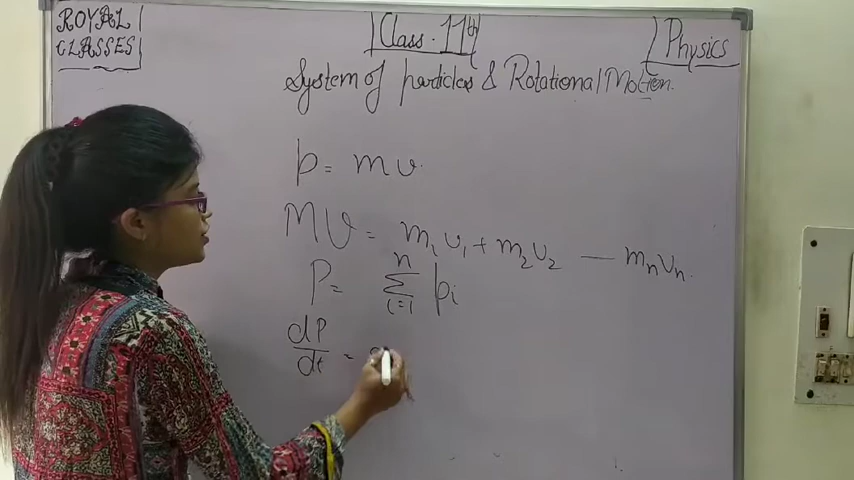 ROYAL CLASSES
Class - 11th
Physics
System of particles & Rotational Motion.
p = mv.
MV = m₁v₁ + m₂v₂ — mₙvₙ.
P = ⁿΣᵢ₌₁ pᵢ
dP/dt =